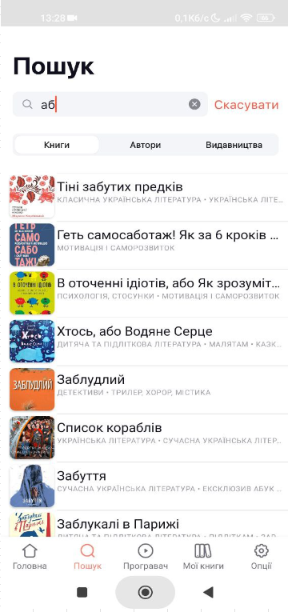 13:28
0,1Кб/с
Пошук
аб
Скасувати
Книги
Автори
Видавництва
Тіні забутих предків
КЛАСИЧНА УКРАЇНСЬКА ЛІТЕРАТУРА • УКРАЇНСЬКА ЛІТЕ...
Геть самосаботаж! Як за 6 кроків ...
МОТИВАЦІЯ І САМОРОЗВИТОК
В оточенні ідіотів, або Як зрозуміт...
ПСИХОЛОГІЯ, СТОСУНКИ • МОТИВАЦІЯ І САМОРОЗВИТОК
Хтось, або Водяне Серце
ДИТЯЧА ТА ПІДЛІТКОВА ЛІТЕРАТУРА • МАЛЯТАМ • КАЗК...
Заблудлий
ДЕТЕКТИВИ • ТРИЛЕР, ХОРОР, МІСТИКА
Список кораблів
УКРАЇНСЬКА ЛІТЕРАТУРА • СУЧАСНА УКРАЇНСЬКА ЛІТЕР...
Забуття
СУЧАСНА УКРАЇНСЬКА ЛІТЕРАТУРА • ЕКСКЛЮЗИВ АБУК ...
Заблукалі в Парижі
ДИТЯЧА ТА ПІДЛІТКОВА ЛІТЕРАТУРА • ПІДЛІТКАМ • ЗАР...
Головна
Пошук
Програвач
Мої книги
Опції